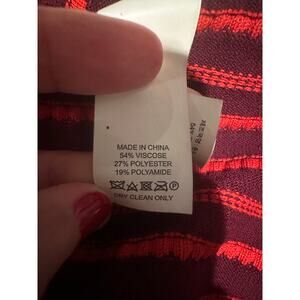 MADE IN CHINA
54% VISCOSE
27% POLYESTER
19% POLYAMIDE
DRY CLEAN ONLY